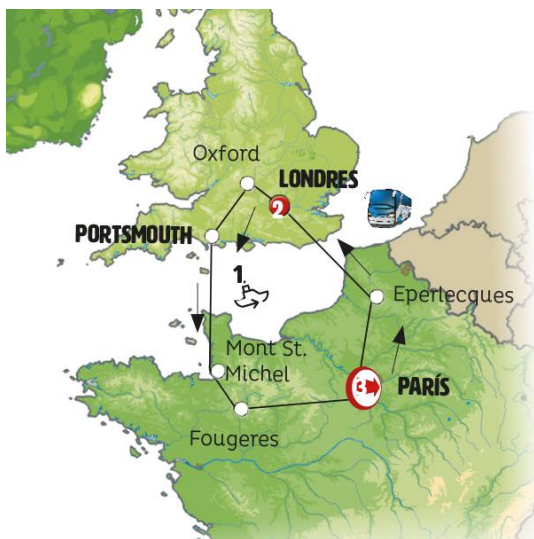 Oxford
LONDRES
2
PORTSMOUTH
1
Eperlecques
Mont St.
Michel
3
PARÍS
Fougeres